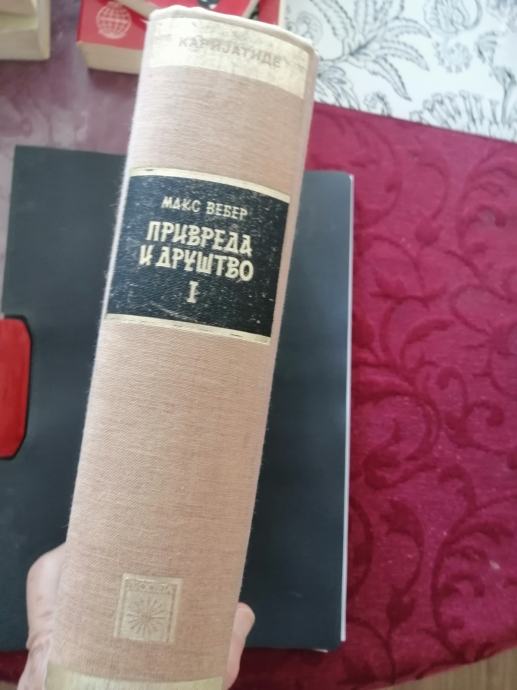 КАРИЈАТИДЕ
МАКС ВЕБЕР
ПРИВРЕДА
И ДРУШТВО
I